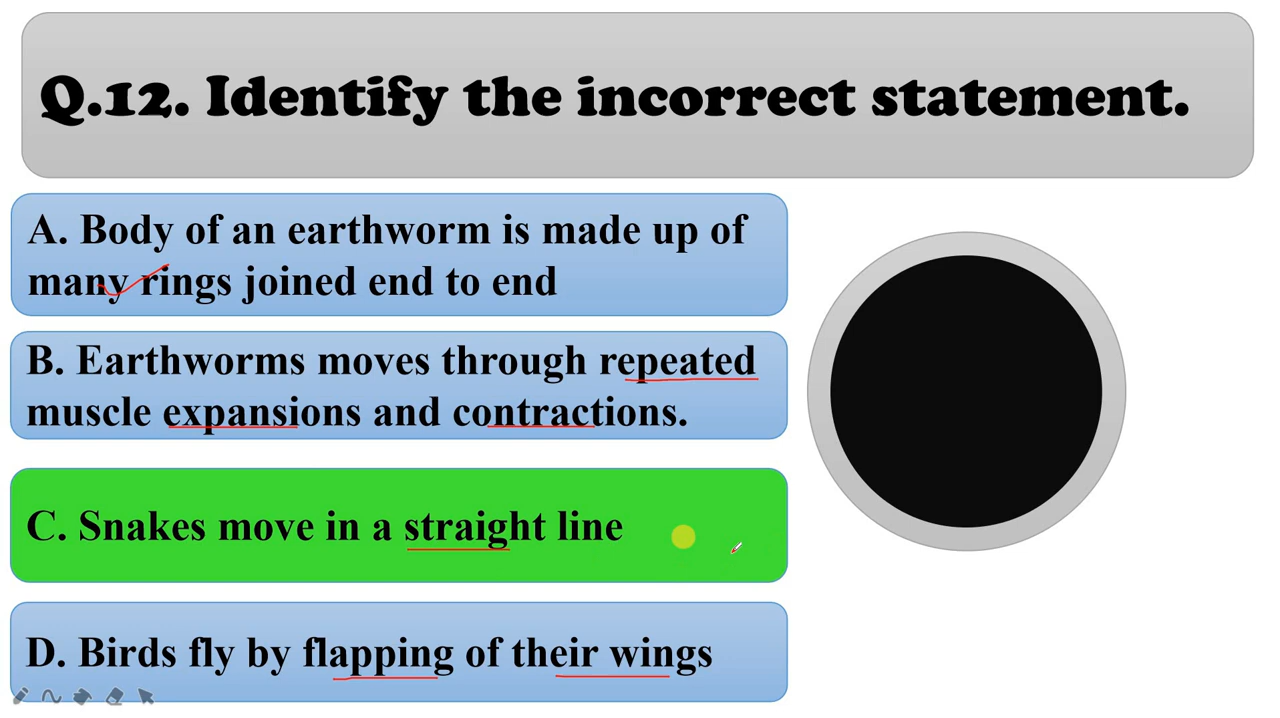 Q.12. Identify the incorrect statement.
A. Body of an earthworm is made up of
many rings joined end to end
B. Earthworms moves through repeated
muscle expansions and contractions.
C. Snakes move in a straight line
D. Birds fly by flapping of their wings